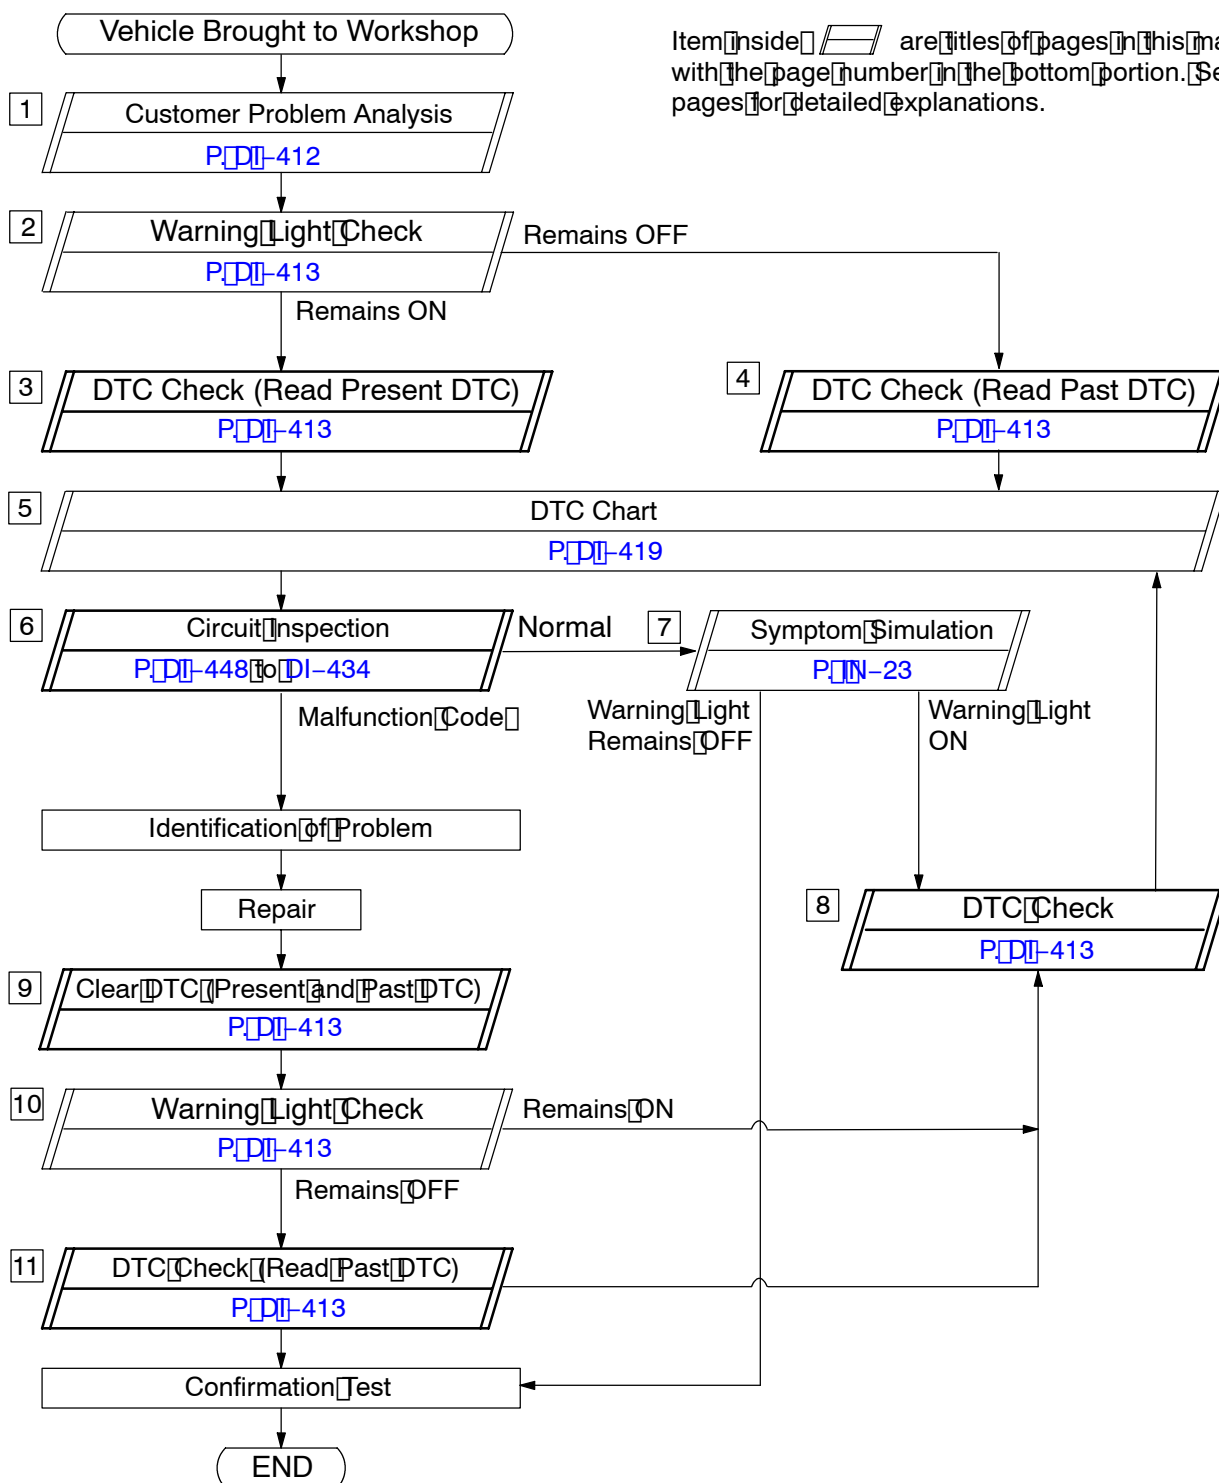 Vehicle Brought to Workshop
Item inside are titles of pages in this
with the page number in the bottom portion.
pages for detailed explanations.
1
Customer Problem Analysis
P. DI–412
2
Warning Light Check
P. DI–413
Remains OFF
Remains ON
3
DTC Check (Read Present DTC)
P. DI–413
4
DTC Check (Read Past DTC)
P. DI–413
5
DTC Chart
P. DI–419
6
Circuit Inspection
P. DI–448 to DI–434
Normal
7
Symptom Simulation
P. IN–23
Malfunction Code
Warning Light
Remains OFF
Warning Light
ON
Identification of Problem
Repair
8
DTC Check
P. DI–413
9
Clear DTC (Present and Past DTC)
P. DI–413
10
Warning Light Check
P. DI–413
Remains ON
Remains OFF
11
DTC Check (Read Past DTC)
P. DI–413
Confirmation Test
END